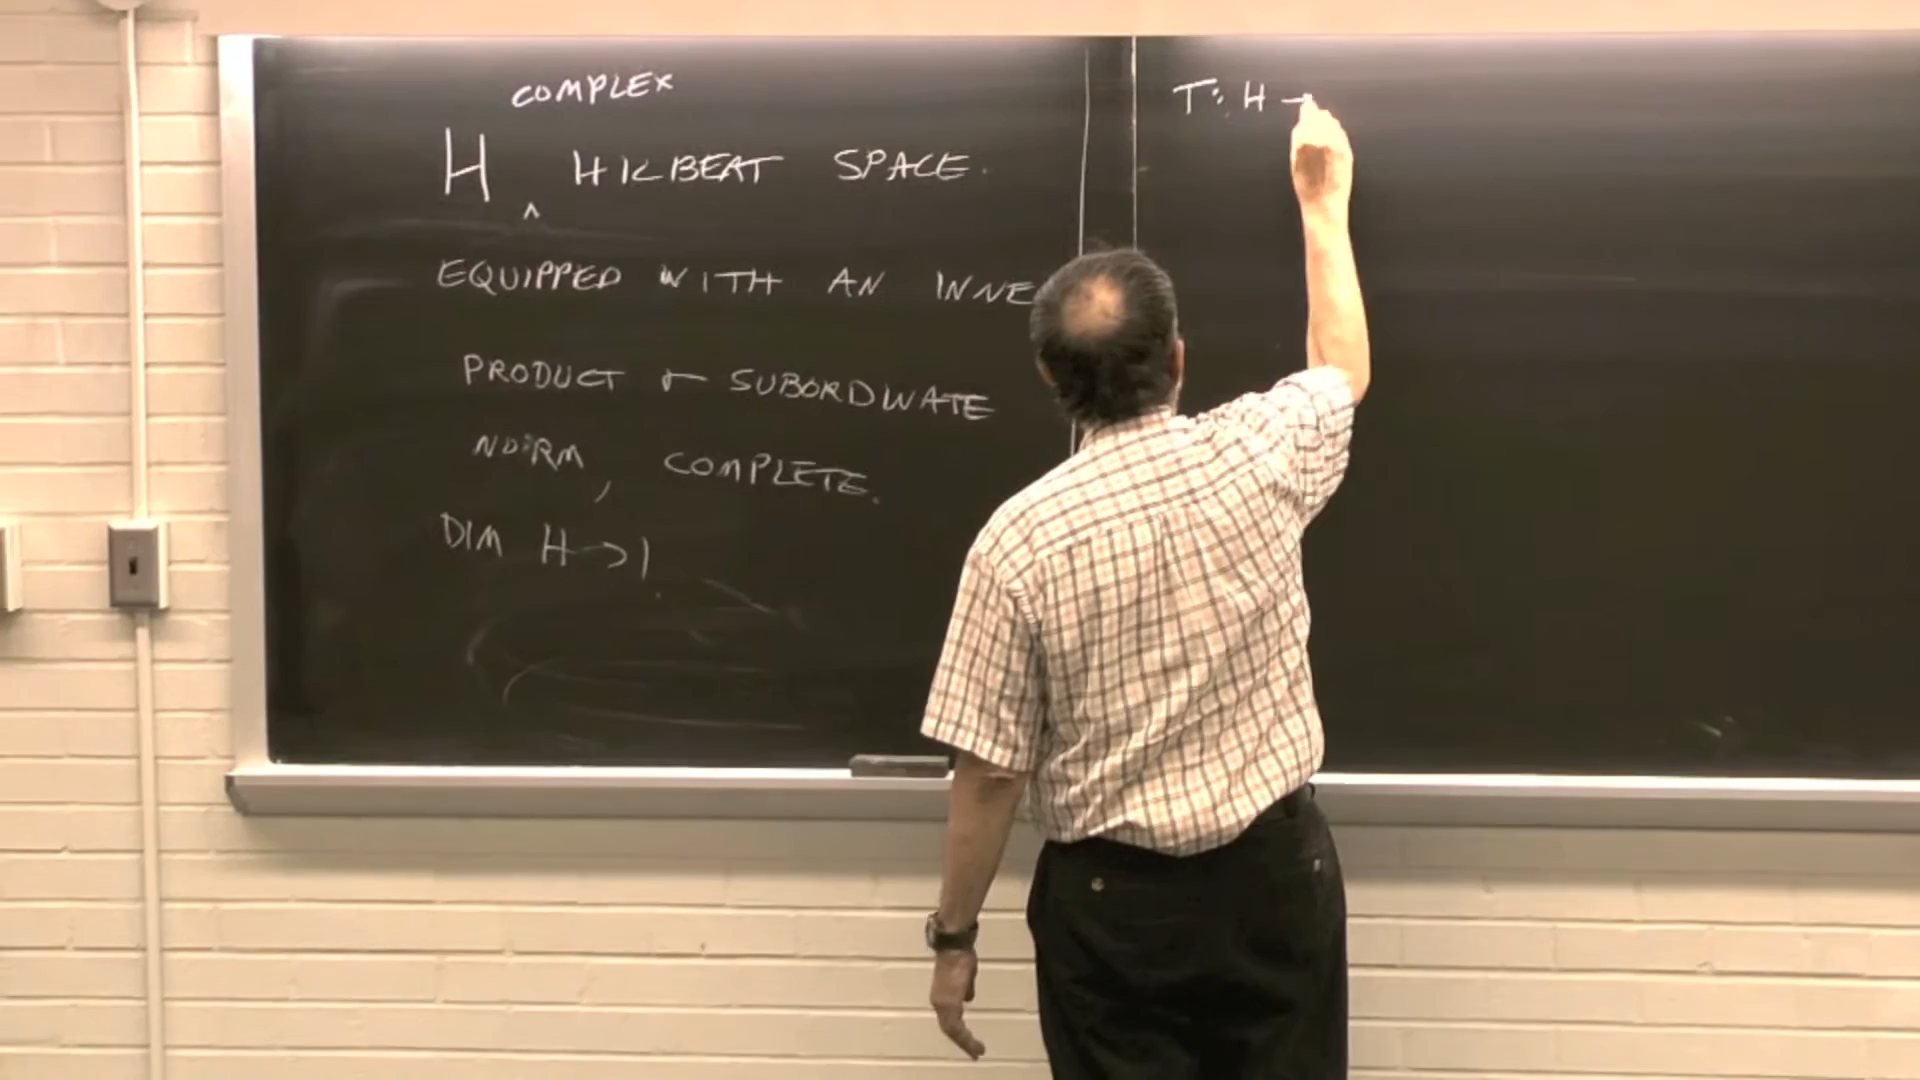 COMPLEX
H ^ HILBERT SPACE.
EQUIPPED WITH AN INNE
PRODUCT & SUBORDINATE
NORM, COMPLETE.
DIM H > 1.
T: H →